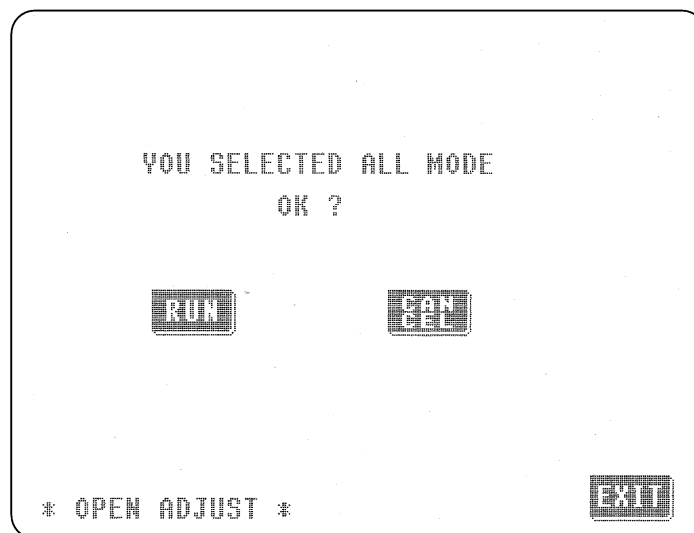 YOU SELECTED ALL MODE
OK ?
RUN
CAN
CEL
EXIT
* OPEN ADJUST *